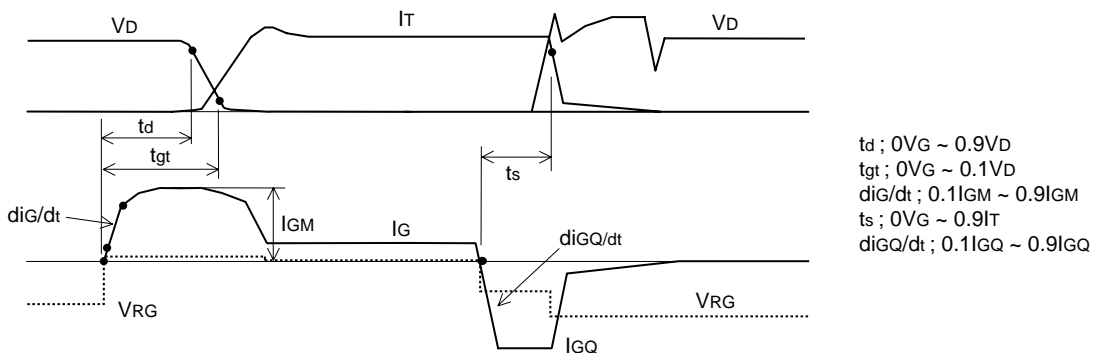 VD
IT
VD
td
tgt
ts
diG/dt
IGM
IG
diGQ/dt
VRG
VRG
IGQ
td ; 0VG ~ 0.9VD
tgt ; 0VG ~ 0.1VD
diG/dt ; 0.1IGM ~ 0.9IGM
ts ; 0VG ~ 0.9IT
diGQ/dt ; 0.1IGQ ~ 0.9IGQ